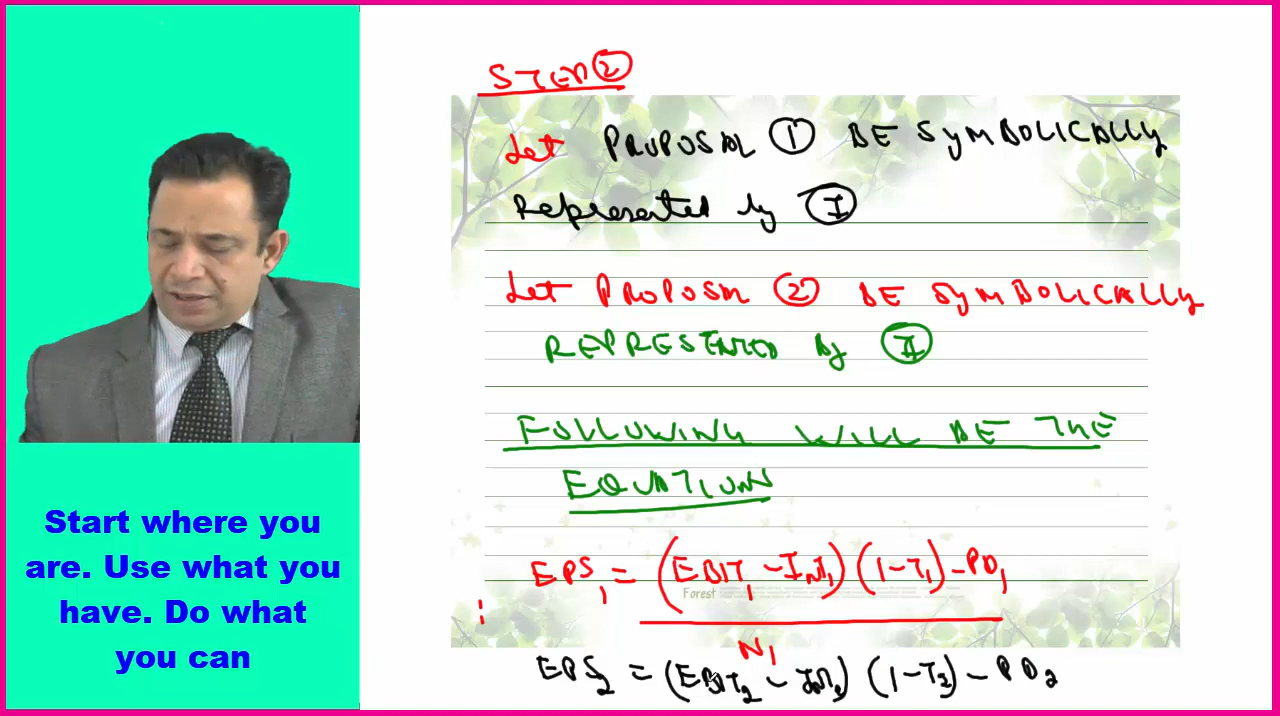 STEP 2
Let PROPOSAL 1 BE SYMBOLICALLY
Represented by I
Let PROPOSAL 2 BE SYMBOLICALLY
REPRESENTED By II
FOLLOWING WILL BE THE
EQUATIONS
EPS₁ = (EBIT₁ - INT₁) (1-T₁) - PD₁
Forest
N₁
EPS₂ = (EBIT₂ - INT₂) (1-T₂) - PD₂
Start where you
are. Use what you
have. Do what
you can